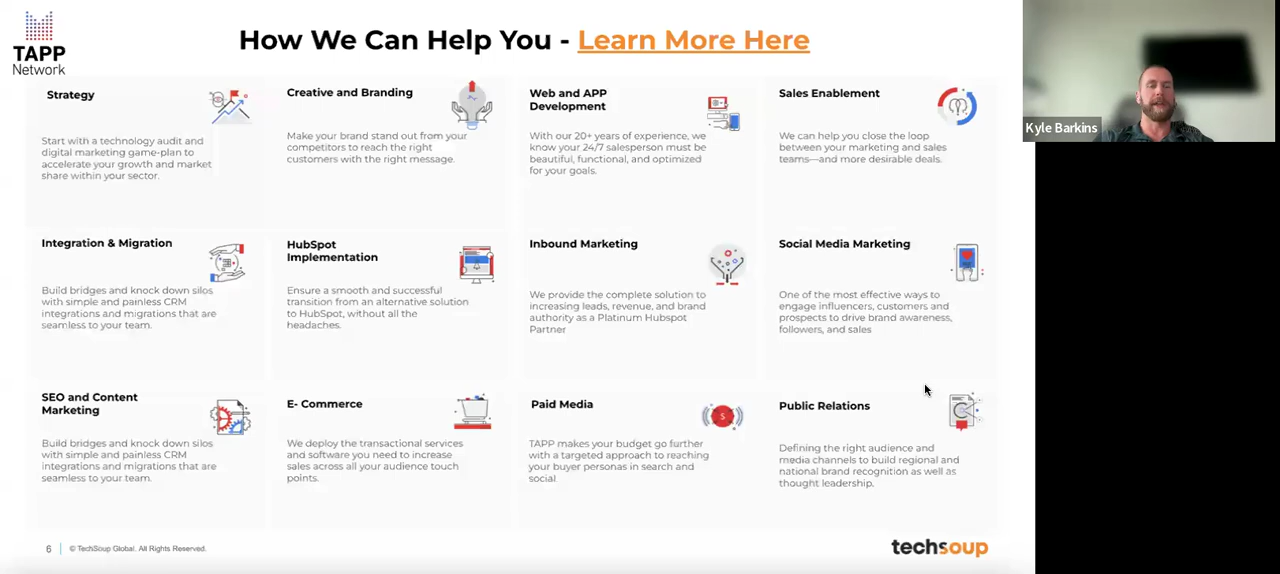 TAPP
Network
How We Can Help You - Learn More Here
Strategy
Start with a technology audit and
digital marketing game-plan to
accelerate your growth and market
share within your sector.
Creative and Branding
Make your brand stand out from your
competitors to reach the right
customers with the right message.
Web and APP
Development
With our 20+ years of experience, we
know your 24/7 salesperson must be
beautiful, functional, and optimized
for your goals.
Sales Enablement
We can help you close the loop
between your marketing and sales
teams—and more desirable deals.
Kyle Barkins
Integration & Migration
Build bridges and knock down silos
with simple and painless CRM
integrations and migrations that are
seamless to your team.
HubSpot
Implementation
Ensure a smooth and successful
transition from an alternative solution
to HubSpot, without all the
headaches.
Inbound Marketing
We provide the complete solution to
increasing leads, revenue, and brand
authority as a Platinum Hubspot
Partner
Social Media Marketing
One of the most effective ways to
engage influencers, customers and
prospects to drive brand awareness,
followers, and sales
SEO and Content
Marketing
Build bridges and knock down silos
with simple and painless CRM
integrations and migrations that are
seamless to your team.
E- Commerce
We deploy the transactional services
and software you need to increase
sales across all your audience touch
points.
Paid Media
TAPP makes your budget go further
with a targeted approach to reaching
your buyer personas in search and
social.
Public Relations
Defining the right audience and
media channels to build regional and
national brand recognition as well as
thought leadership.
6
© TechSoup Global. All Rights Reserved.
techsoup